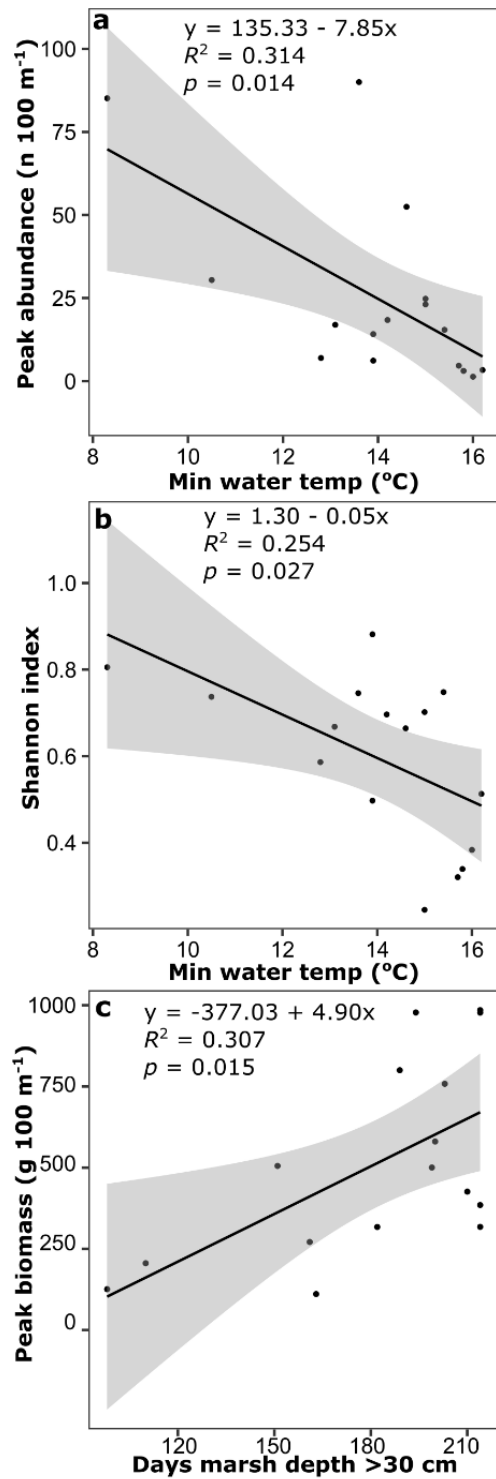 a
y = 135.33 - 7.85x
R² = 0.314
p = 0.014
Peak abundance (n 100 m⁻¹)
100
75
50
25
0
8 10 12 14 16
Min water temp (°C)
b
y = 1.30 - 0.05x
R² = 0.254
p = 0.027
Shannon index
1.0
0.8
0.6
0.4
8 10 12 14 16
Min water temp (°C)
c
y = -377.03 + 4.90x
R² = 0.307
p = 0.015
Peak biomass (g 100 m⁻¹)
1000
750
500
250
0
120 150 180 210
Days marsh depth >30 cm